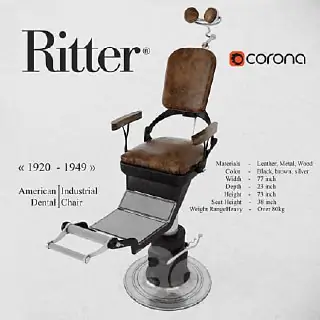 Ritter®
corona
« 1920 - 1949 »
American Industrial
Dental Chair
Materials - Leather, Metal, Wood
Color - Black, brown, silver
Width - 77 inch
Depth - 23 inch
Height - 73 inch
Seat Height - 30 inch
Weight Range Heavy - Over 80kg